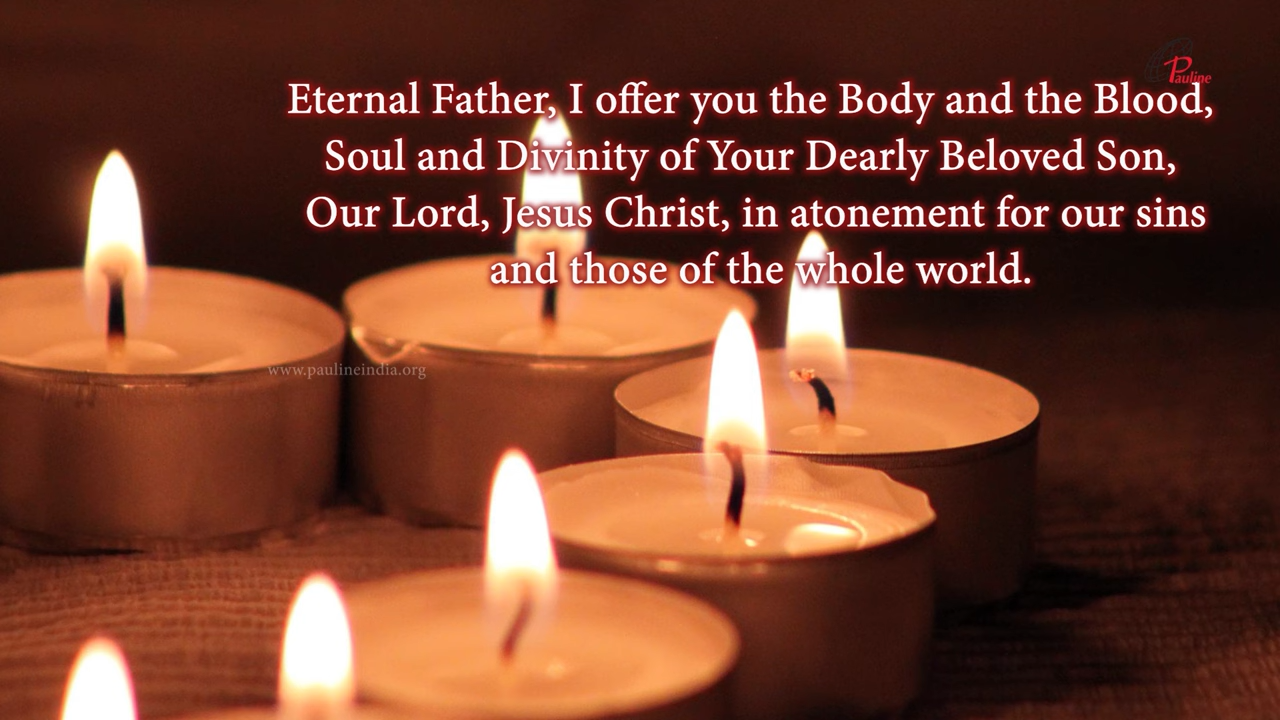 Pauline
Eternal Father, I offer you the Body and the Blood,
Soul and Divinity of Your Dearly Beloved Son,
Our Lord, Jesus Christ, in atonement for our sins
and those of the whole world.
www.paulineindia.org